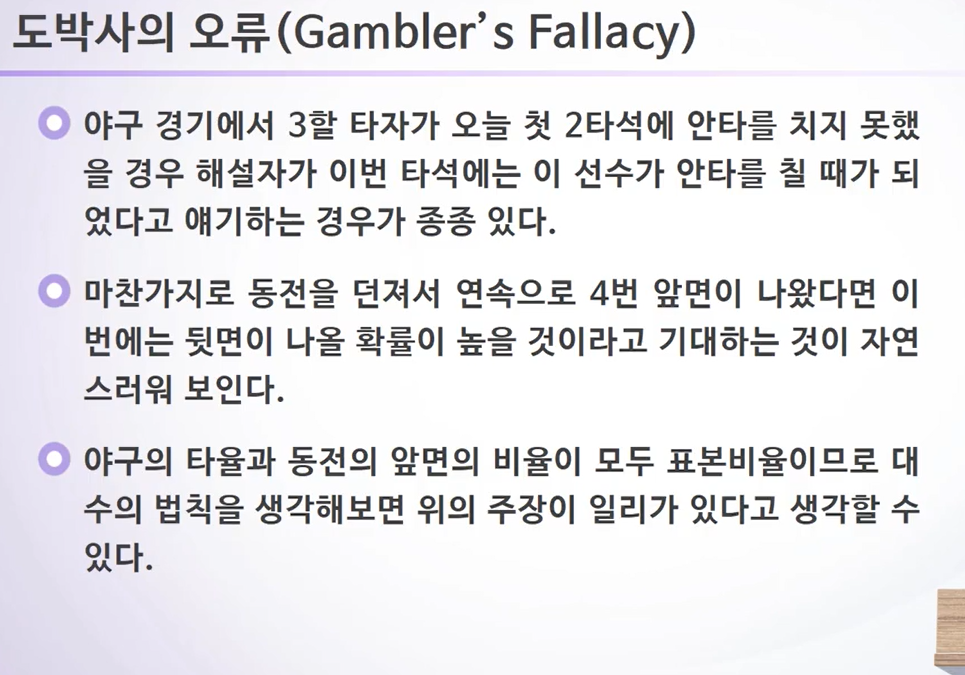 도박사의 오류(Gambler’s Fallacy)
야구 경기에서 3할 타자가 오늘 첫 2타석에 안타를 치지 못했
을 경우 해설자가 이번 타석에는 이 선수가 안타를 칠 때가 되
었다고 얘기하는 경우가 종종 있다.
마찬가지로 동전을 던져서 연속으로 4번 앞면이 나왔다면 이
번에는 뒷면이 나올 확률이 높을 것이라고 기대하는 것이 자연
스러워 보인다.
야구의 타율과 동전의 앞면의 비율이 모두 표본비율이므로 대
수의 법칙을 생각해보면 위의 주장이 일리가 있다고 생각할 수
있다.